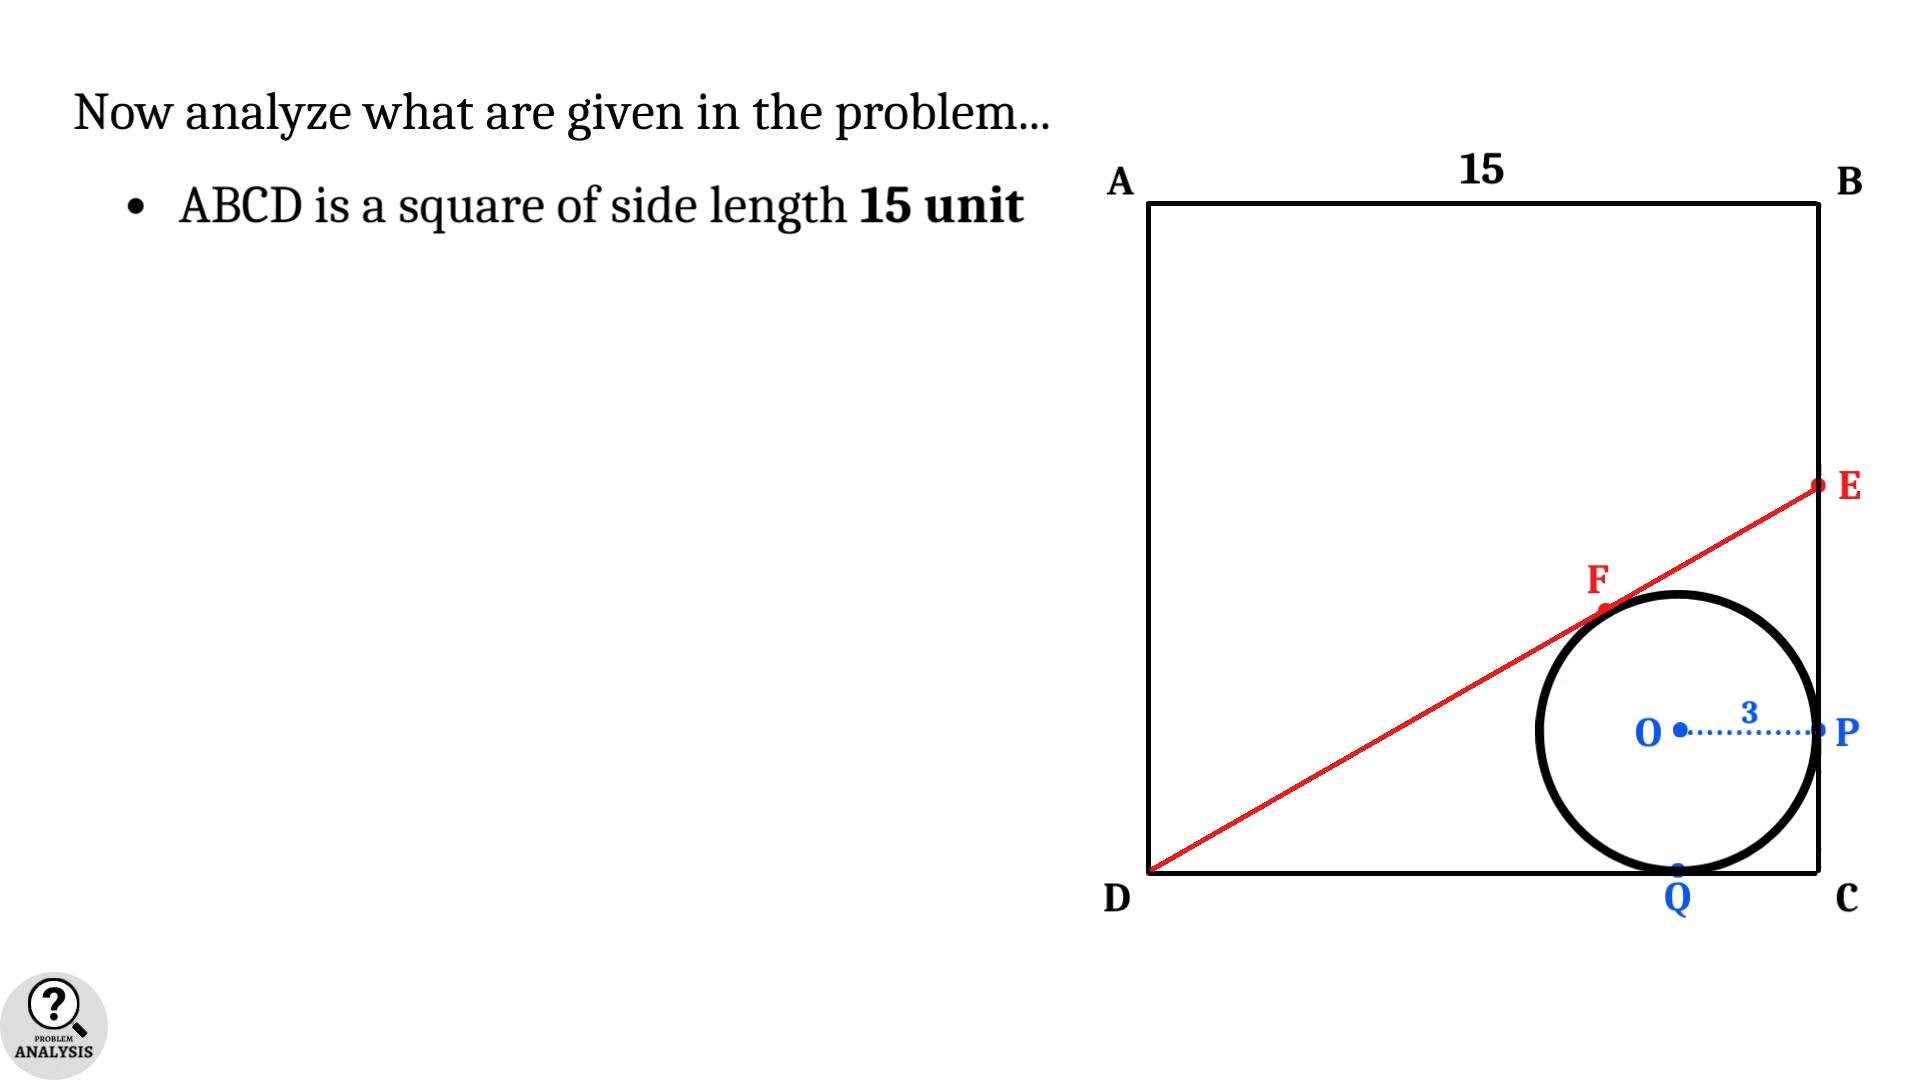 Now analyze what are given in the problem...
• ABCD is a square of side length 15 unit
15
A
B
E
F
3
O
P
D
Q
C
?
PROBLEM
ANALYSIS